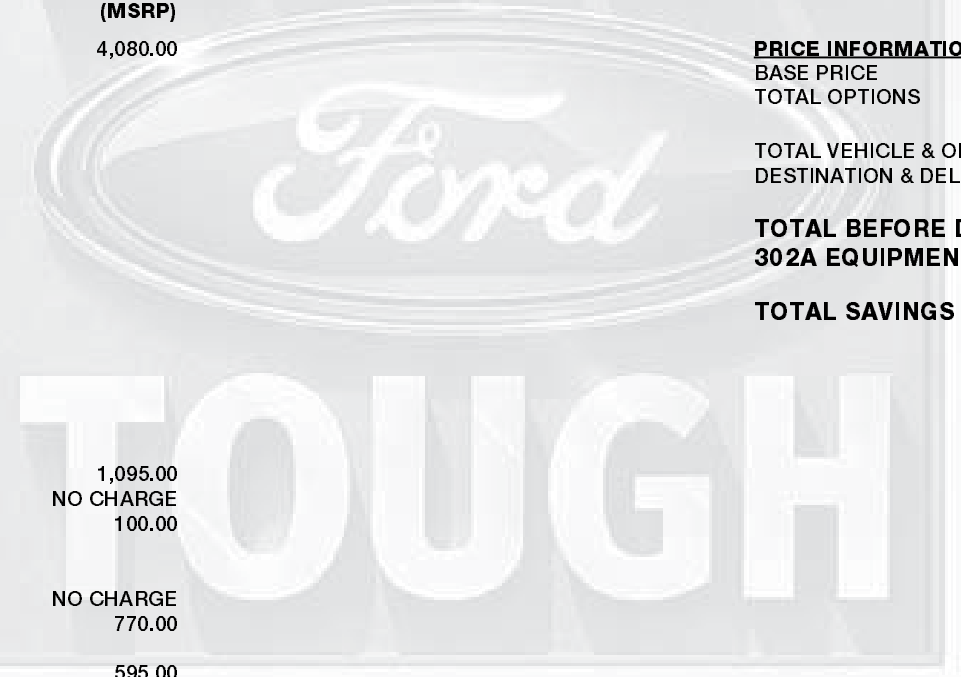 (MSRP)
4,080.00
1,095.00
NO CHARGE
100.00
NO CHARGE
770.00
595.00
Ford
TOUGH
PRICE INFORMATIO
BASE PRICE
TOTAL OPTIONS
TOTAL VEHICLE & O
DESTINATION & DEL
TOTAL BEFORE D
302A EQUIPMEN
TOTAL SAVINGS